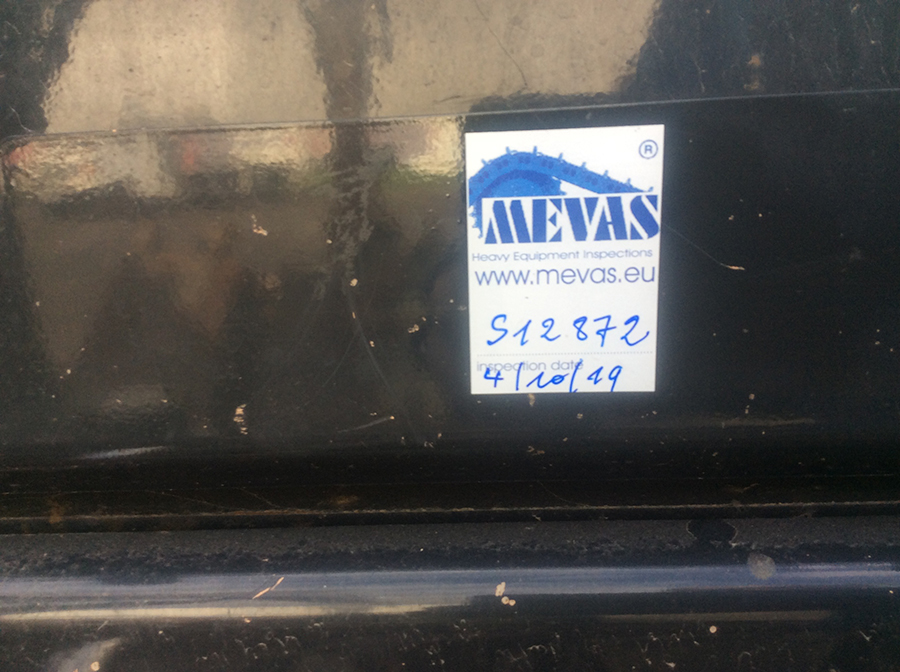 ®
MEVAS
Heavy Equipment Inspections
www.mevas.eu
S12872
inspection date
4/10/19